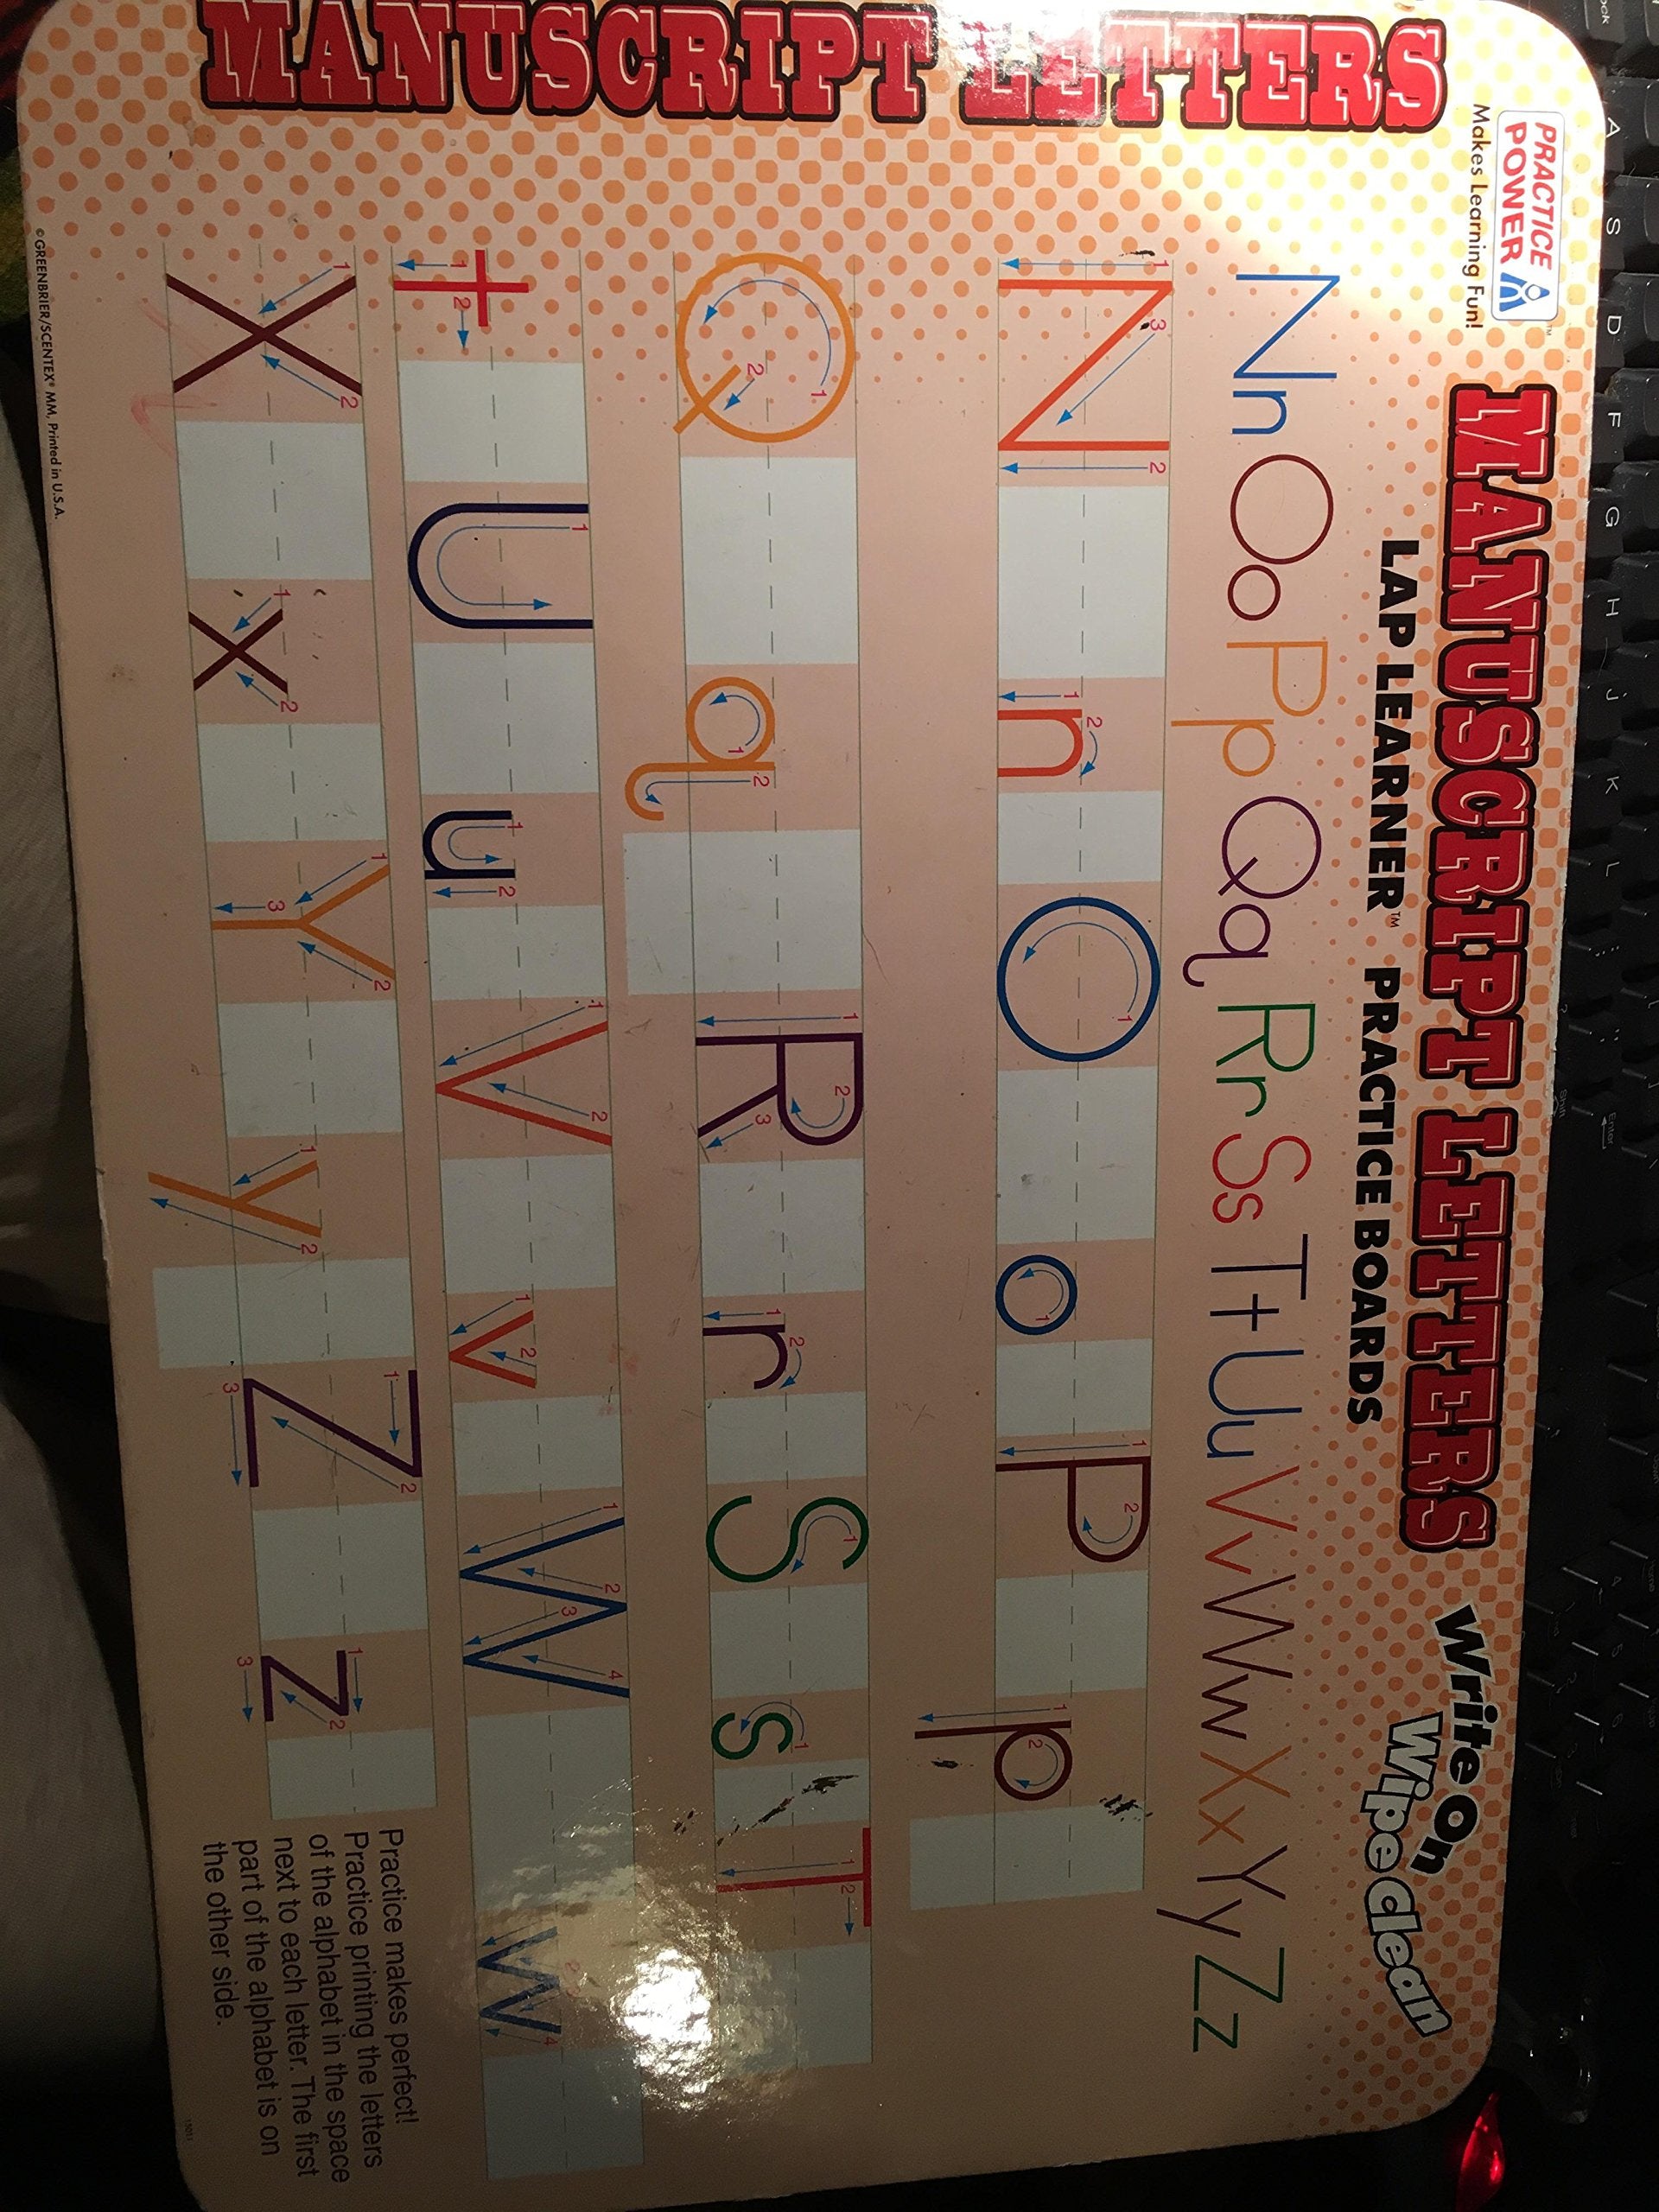 PRACTICE
POWER
Makes Learning Fun!
MANUSCRIPT LETTERS
LAP LEARNER™ PRACTICE BOARDS
Write On
Wipe Clean
MANUSCRIPT LETTERS
Nn Oo Pp Qq Rr Ss Tt Uu Vv Ww Xx Yy Zz
N n O o P p
Q q R r S s T
t U u V v W w
X x Y y Z z
Practice makes perfect!
Practice printing the letters
of the alphabet in the space
next to each letter. The first
part of the alphabet is on
the other side.
© GREENBRIER/SCENTEX® MM, Printed in U.S.A.
A S D F G H J K L
Enter
Shift